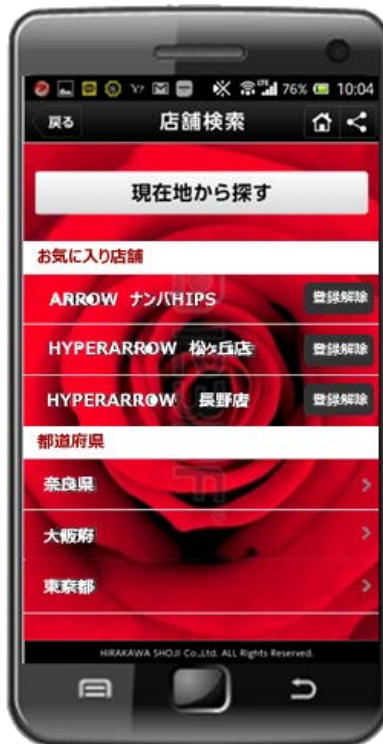 76% 10:04
戻る 店舗検索
現在地から探す
お気に入り店舗
ARROW ナンバHIPS 登録解除
HYPERARROW 松ヶ丘店 登録解除
HYPERARROW 長野店 登録解除
都道府県
奈良県
大阪府
東京都
HIRAKAWA SHOJI Co.,Ltd. ALL Rights Reserved.